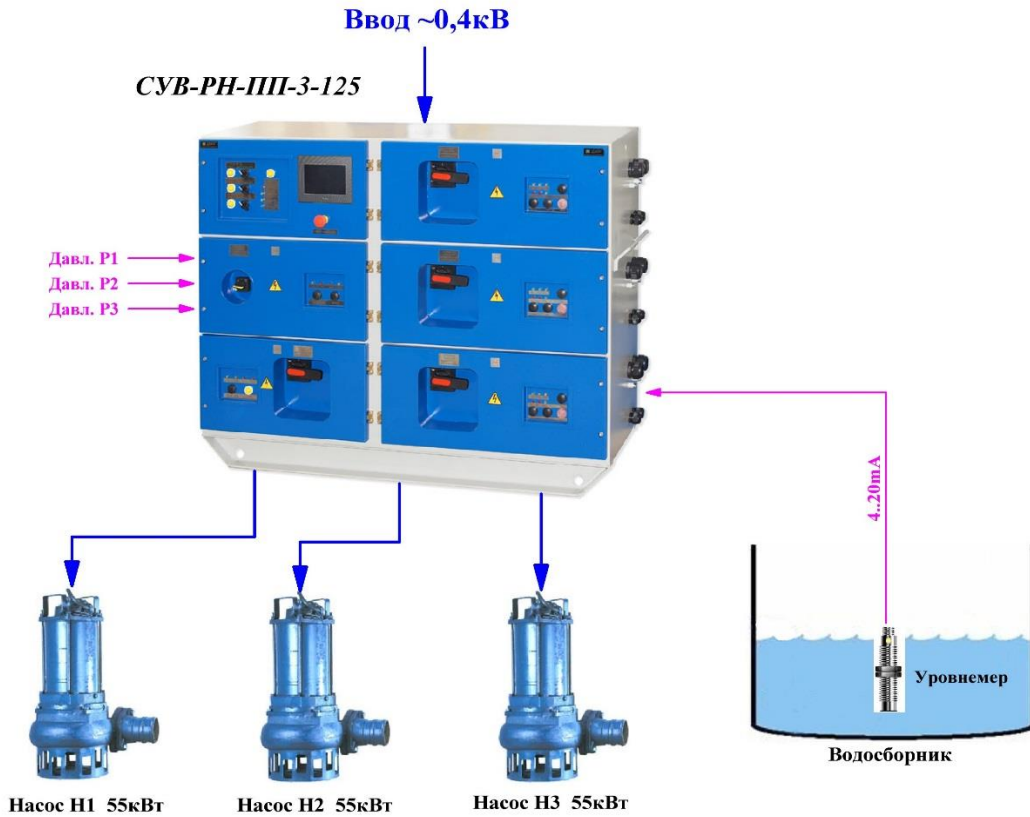 Ввод ~0,4кВ
СУВ-РН-ПП-3-125
Давл. Р1
Давл. Р2
Давл. Р3
4..20mA
Уровнемер
Водосборник
Насос Н1 55кВт
Насос Н2 55кВт
Насос Н3 55кВт